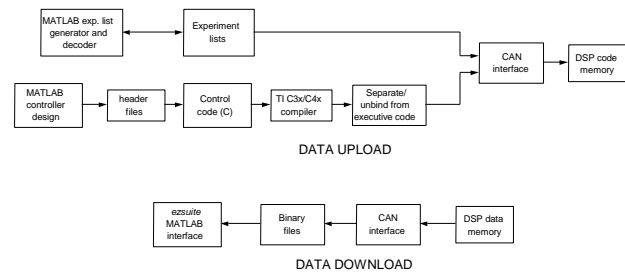 MATLAB exp. list
generator and
decoder
Experiment
lists
CAN
interface
DSP code
memory
MATLAB
controller
design
header
files
Control
code (C)
TI C3x/C4x
compiler
Separate/
unbind from
executive code
DATA UPLOAD
ezsuite
MATLAB
interface
Binary
files
CAN
interface
DSP data
memory
DATA DOWNLOAD